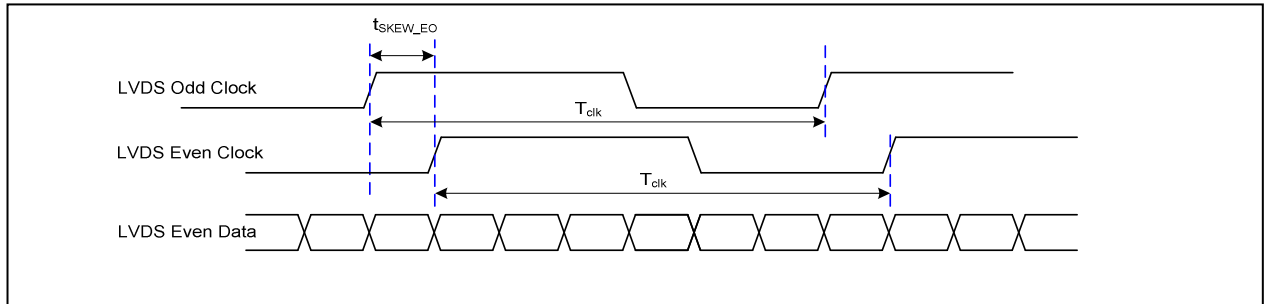 tSKEW_EO
LVDS Odd Clock
Tclk
LVDS Even Clock
Tclk
LVDS Even Data